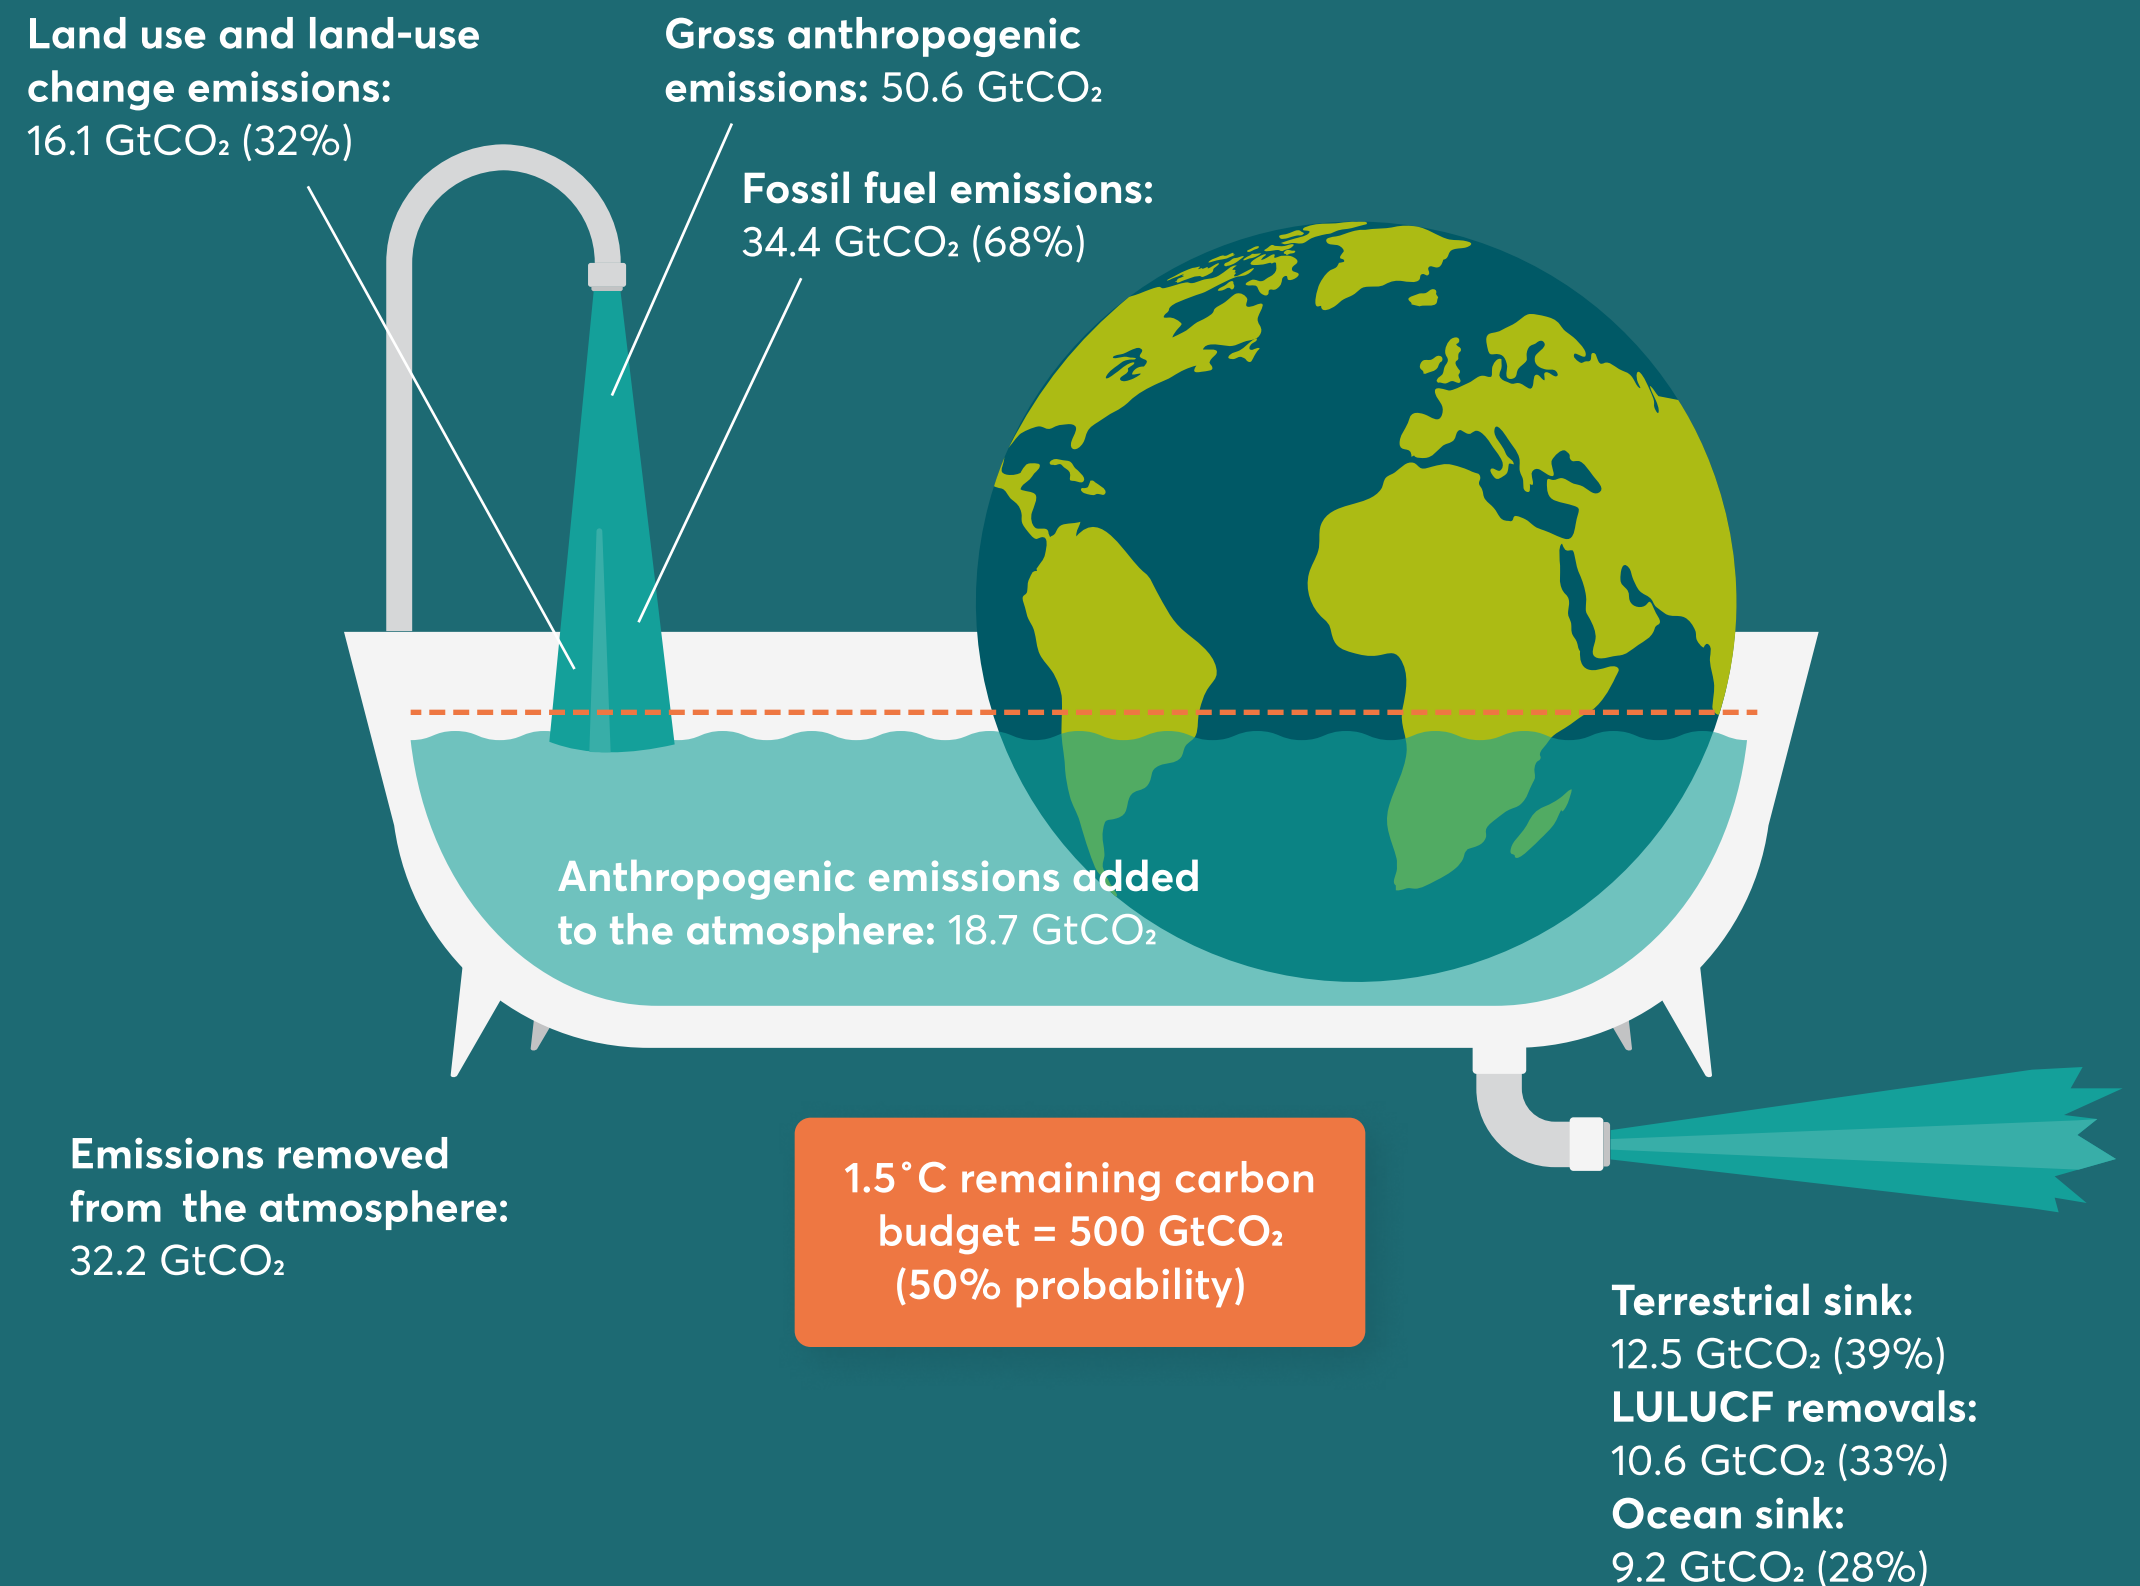 Land use and land-use
change emissions:
16.1 GtCO₂ (32%)
Gross anthropogenic
emissions: 50.6 GtCO₂
Fossil fuel emissions:
34.4 GtCO₂ (68%)
Anthropogenic emissions added
to the atmosphere: 18.7 GtCO₂
Emissions removed
from the atmosphere:
32.2 GtCO₂
1.5°C remaining carbon
budget = 500 GtCO₂
(50% probability)
Terrestrial sink:
12.5 GtCO₂ (39%)
LULUCF removals:
10.6 GtCO₂ (33%)
Ocean sink:
9.2 GtCO₂ (28%)